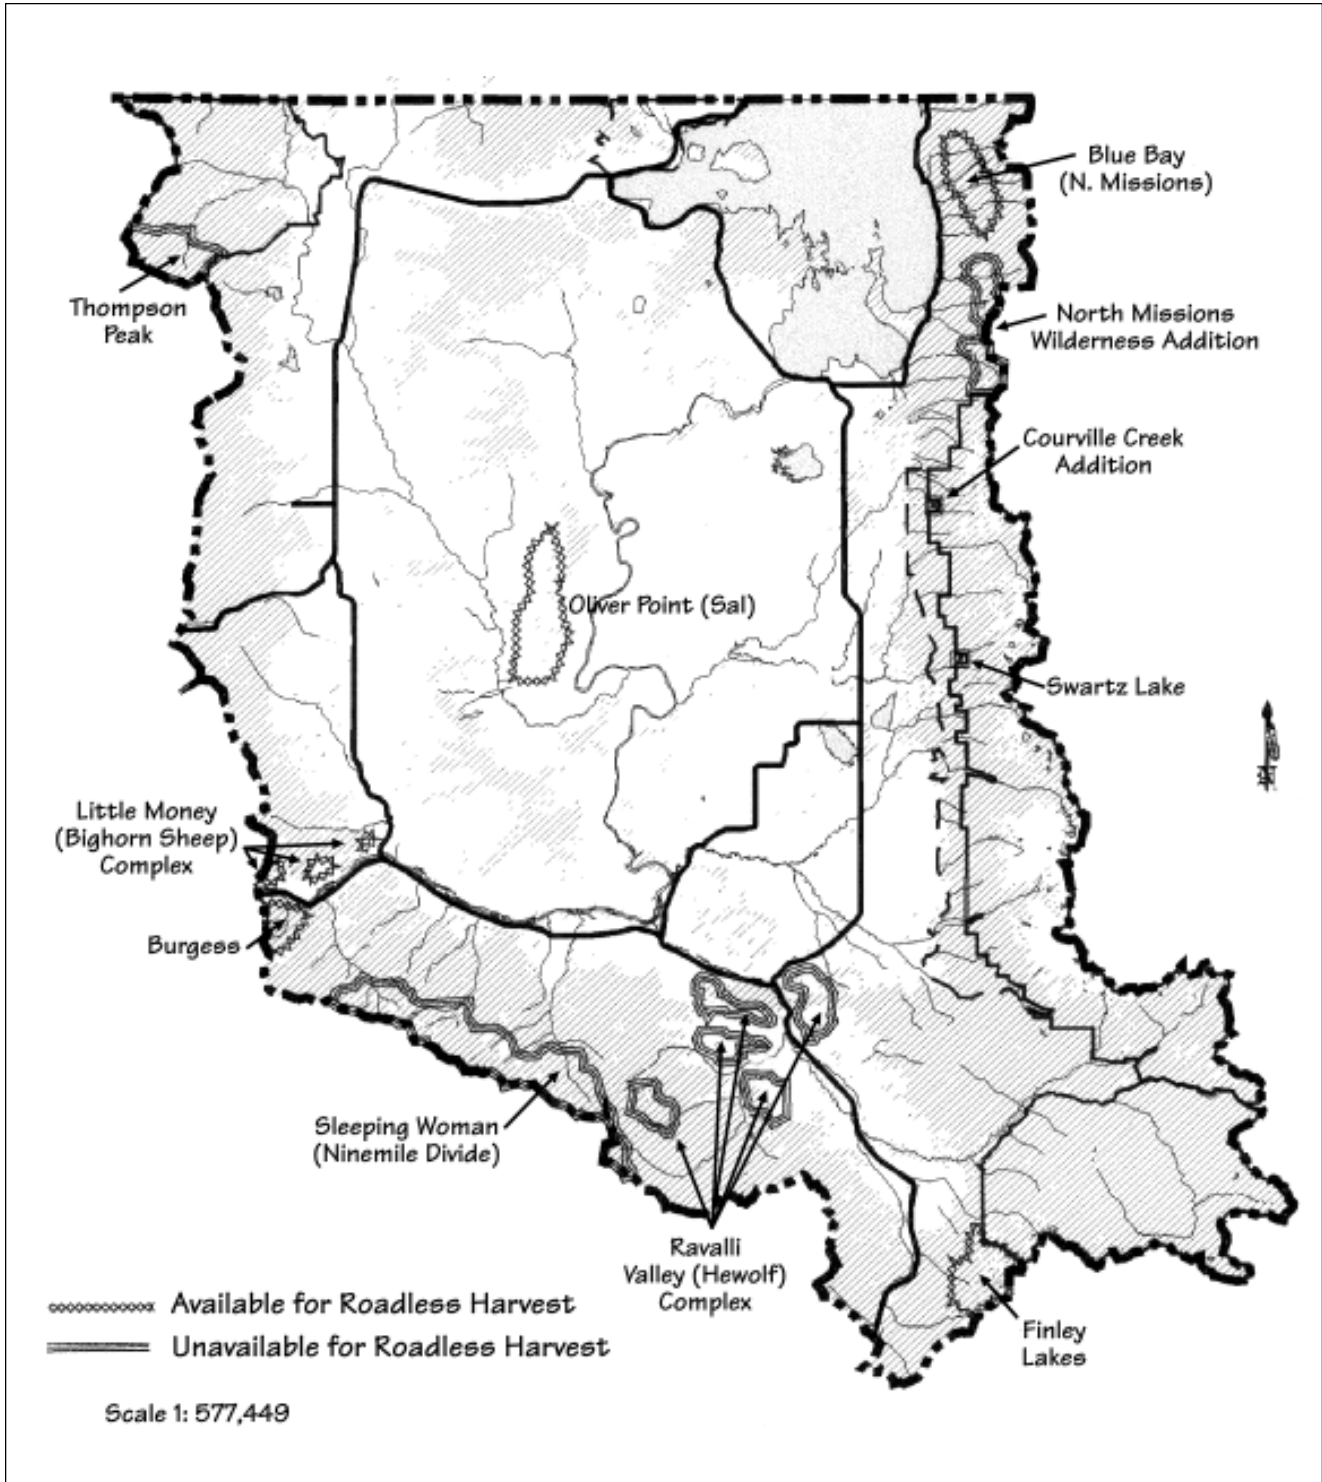 Blue Bay
(N. Missions)
Thompson
Peak
North Missions
Wilderness Addition
Courville Creek
Addition
Oliver Point (Sal)
Swartz Lake
Little Money
(Bighorn Sheep)
Complex
Burgess
Sleeping Woman
(Ninemile Divide)
Ravalli
Valley (Hewolf)
Complex
Finley
Lakes
Available for Roadless Harvest
Unavailable for Roadless Harvest
Scale 1: 577,449